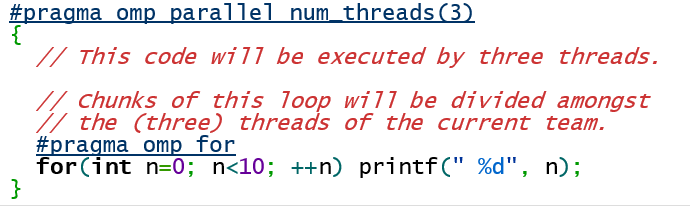 #pragma omp parallel num_threads(3)
{
// This code will be executed by three threads.
// Chunks of this loop will be divided amongst
// the (three) threads of the current team.
#pragma omp for
for(int n=0; n<10; ++n) printf(" %d", n);
}